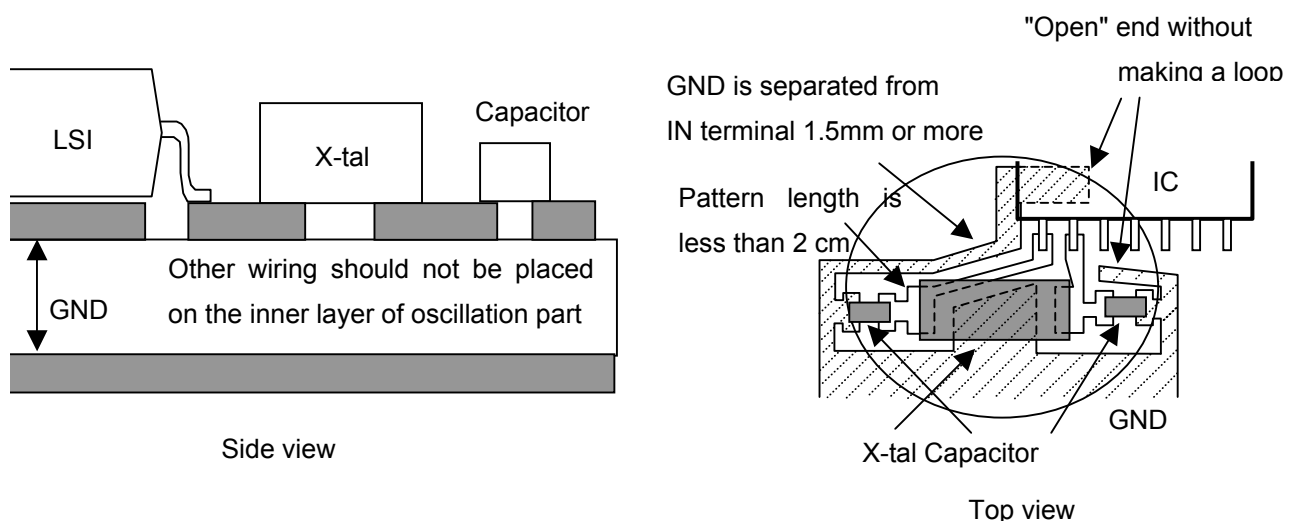 LSI
X-tal
Capacitor
GND
Other wiring should not be placed
on the inner layer of oscillation part
Side view
"Open" end without
making a loop
GND is separated from
IN terminal 1.5mm or more
Pattern length is
less than 2 cm
IC
GND
X-tal Capacitor
Top view